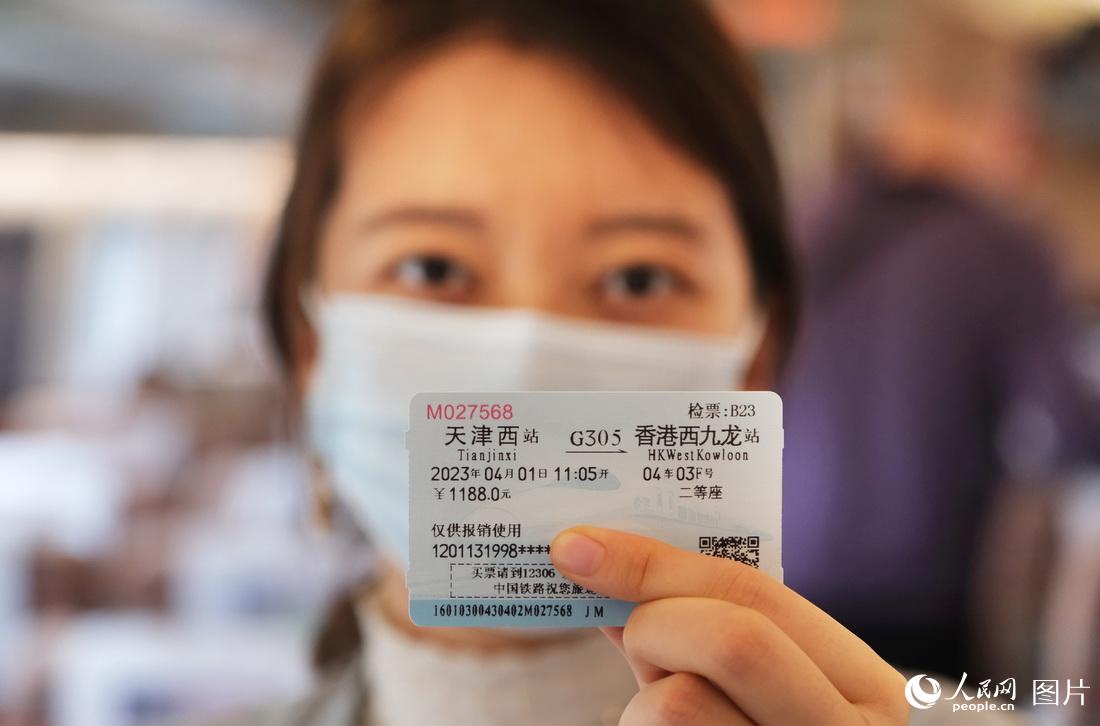 M027568 检票:B23
天津西站 G305 香港西九龙站
Tianjinxi HKWestKowloon
2023年04月01日 11:05开 04车03F号
￥1188.0元 二等座
仅供报销使用
1201131998****
买票请到12306
中国铁路祝您旅
16010300430402M027568 JM
人民网 图片
people.cn